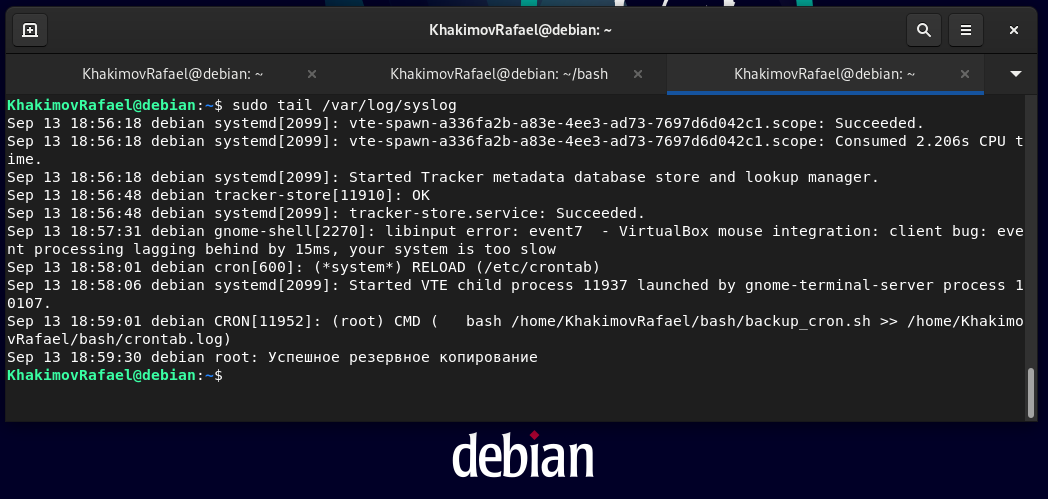 KhakimovRafael@debian: ~
KhakimovRafael@debian: ~
KhakimovRafael@debian: ~/bash
KhakimovRafael@debian: ~
KhakimovRafael@debian:~$ sudo tail /var/log/syslog
Sep 13 18:56:18 debian systemd[2099]: vte-spawn-a336fa2b-a83e-4ee3-ad73-7697d6d042c1.scope: Succeeded.
Sep 13 18:56:18 debian systemd[2099]: vte-spawn-a336fa2b-a83e-4ee3-ad73-7697d6d042c1.scope: Consumed 2.206s CPU t
ime.
Sep 13 18:56:18 debian systemd[2099]: Started Tracker metadata database store and lookup manager.
Sep 13 18:56:48 debian tracker-store[11910]: OK
Sep 13 18:56:48 debian systemd[2099]: tracker-store.service: Succeeded.
Sep 13 18:57:31 debian gnome-shell[2270]: libinput error: event7  - VirtualBox mouse integration: client bug: eve
nt processing lagging behind by 15ms, your system is too slow
Sep 13 18:58:01 debian cron[600]: (*system*) RELOAD (/etc/crontab)
Sep 13 18:58:06 debian systemd[2099]: Started VTE child process 11937 launched by gnome-terminal-server process 1
0107.
Sep 13 18:59:01 debian CRON[11952]: (root) CMD (   bash /home/KhakimovRafael/bash/backup_cron.sh >> /home/Khakimo
vRafael/bash/crontab.log)
Sep 13 18:59:30 debian root: Успешное резервное копирование
KhakimovRafael@debian:~$
debian